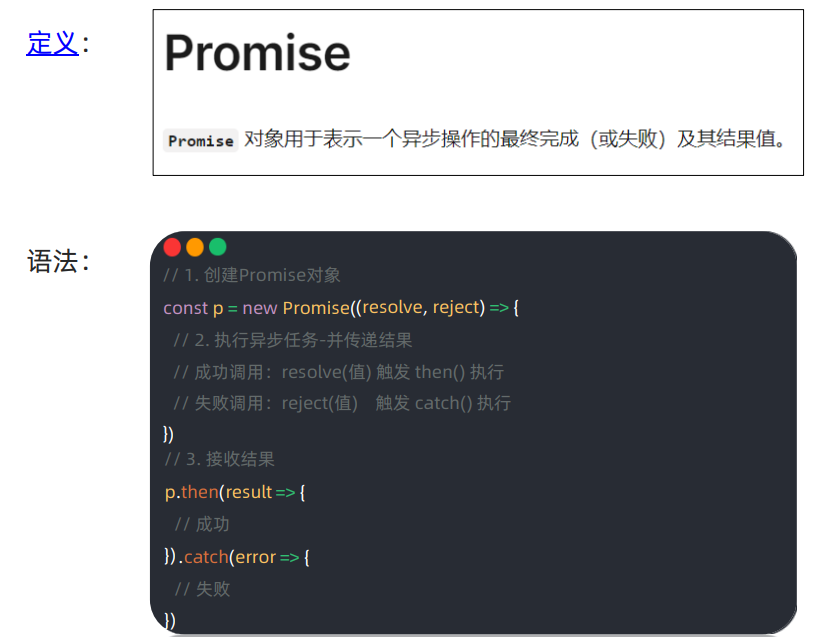 定义：
Promise
Promise 对象用于表示一个异步操作的最终完成（或失败）及其结果值。
语法：
// 1. 创建Promise对象
const p = new Promise((resolve, reject) => {
// 2. 执行异步任务-并传递结果
// 成功调用：resolve(值) 触发 then() 执行
// 失败调用：reject(值) 触发 catch() 执行
})
// 3. 接收结果
p.then(result => {
// 成功
}).catch(error => {
// 失败
})